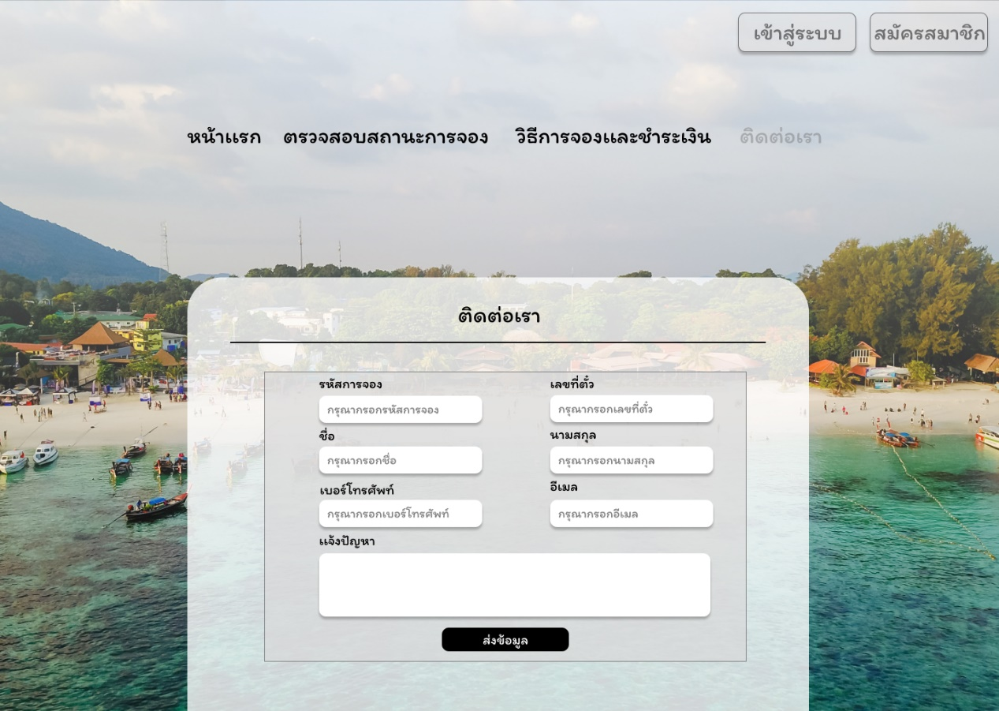 เข้าสู่ระบบ สมัครสมาชิก
หน้าแรก ตรวจสอบสถานะการจอง วิธีการจองและชำระเงิน ติดต่อเรา
ติดต่อเรา
รหัสการจอง เลขที่ตั๋ว
กรุณากรอกรหัสการจอง กรุณากรอกเลขที่ตั๋ว
ชื่อ นามสกุล
กรุณากรอกชื่อ กรุณากรอกนามสกุล
เบอร์โทรศัพท์ อีเมล
กรุณากรอกเบอร์โทรศัพท์ กรุณากรอกอีเมล
แจ้งปัญหา
ส่งข้อมูล